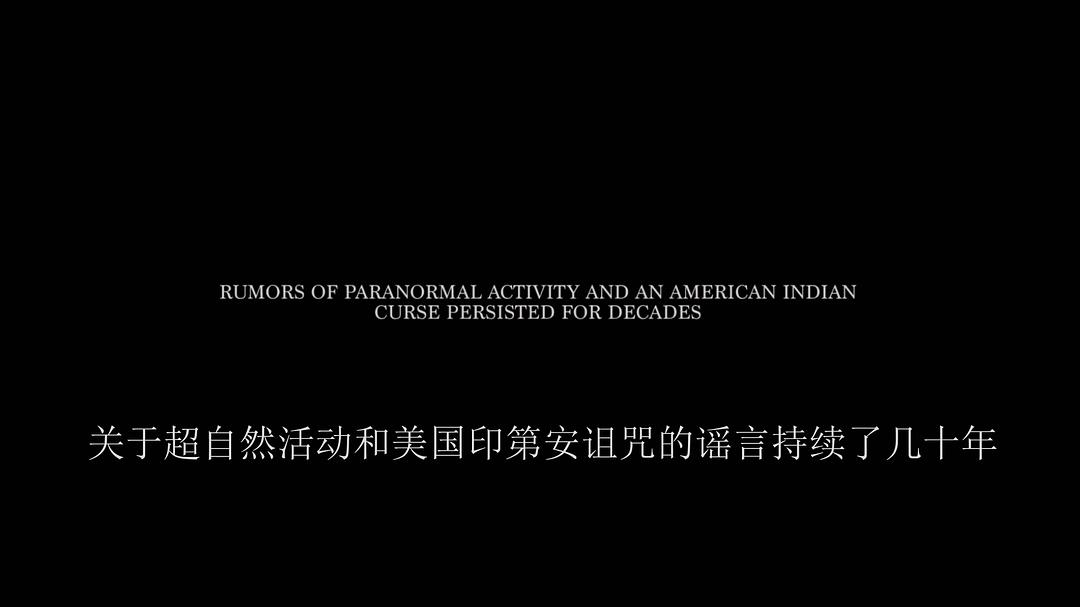 RUMORS OF PARANORMAL ACTIVITY AND AN AMERICAN INDIAN
CURSE PERSISTED FOR DECADES
关于超自然活动和美国印第安诅咒的谣言持续了几十年